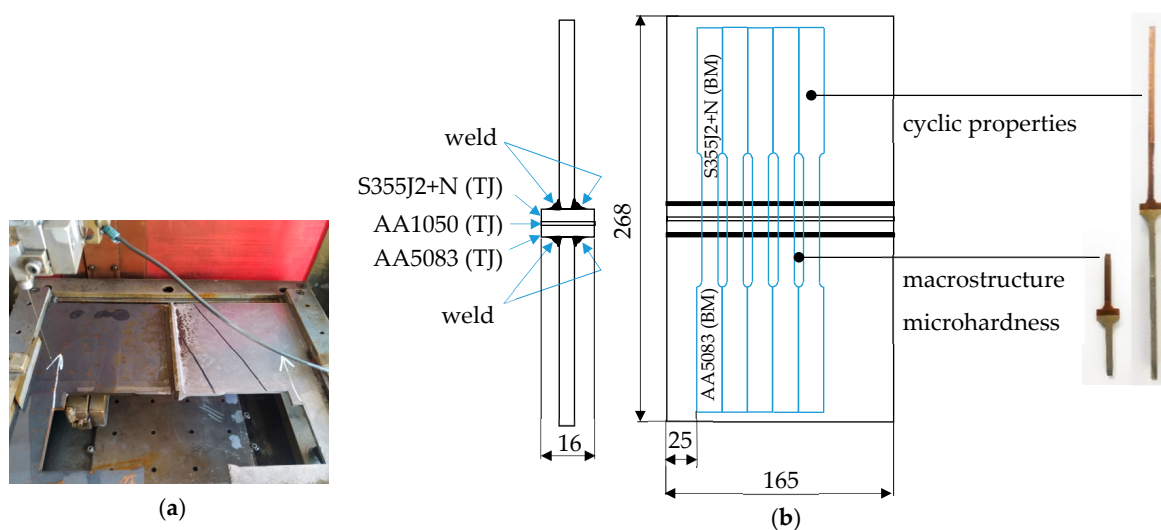 weld
S355J2+N (TJ)
AA1050 (TJ)
AA5083 (TJ)
weld
16
268
S355J2+N (BM)
AA5083 (BM)
25
165
cyclic properties
macrostructure
microhardness
(a)
(b)